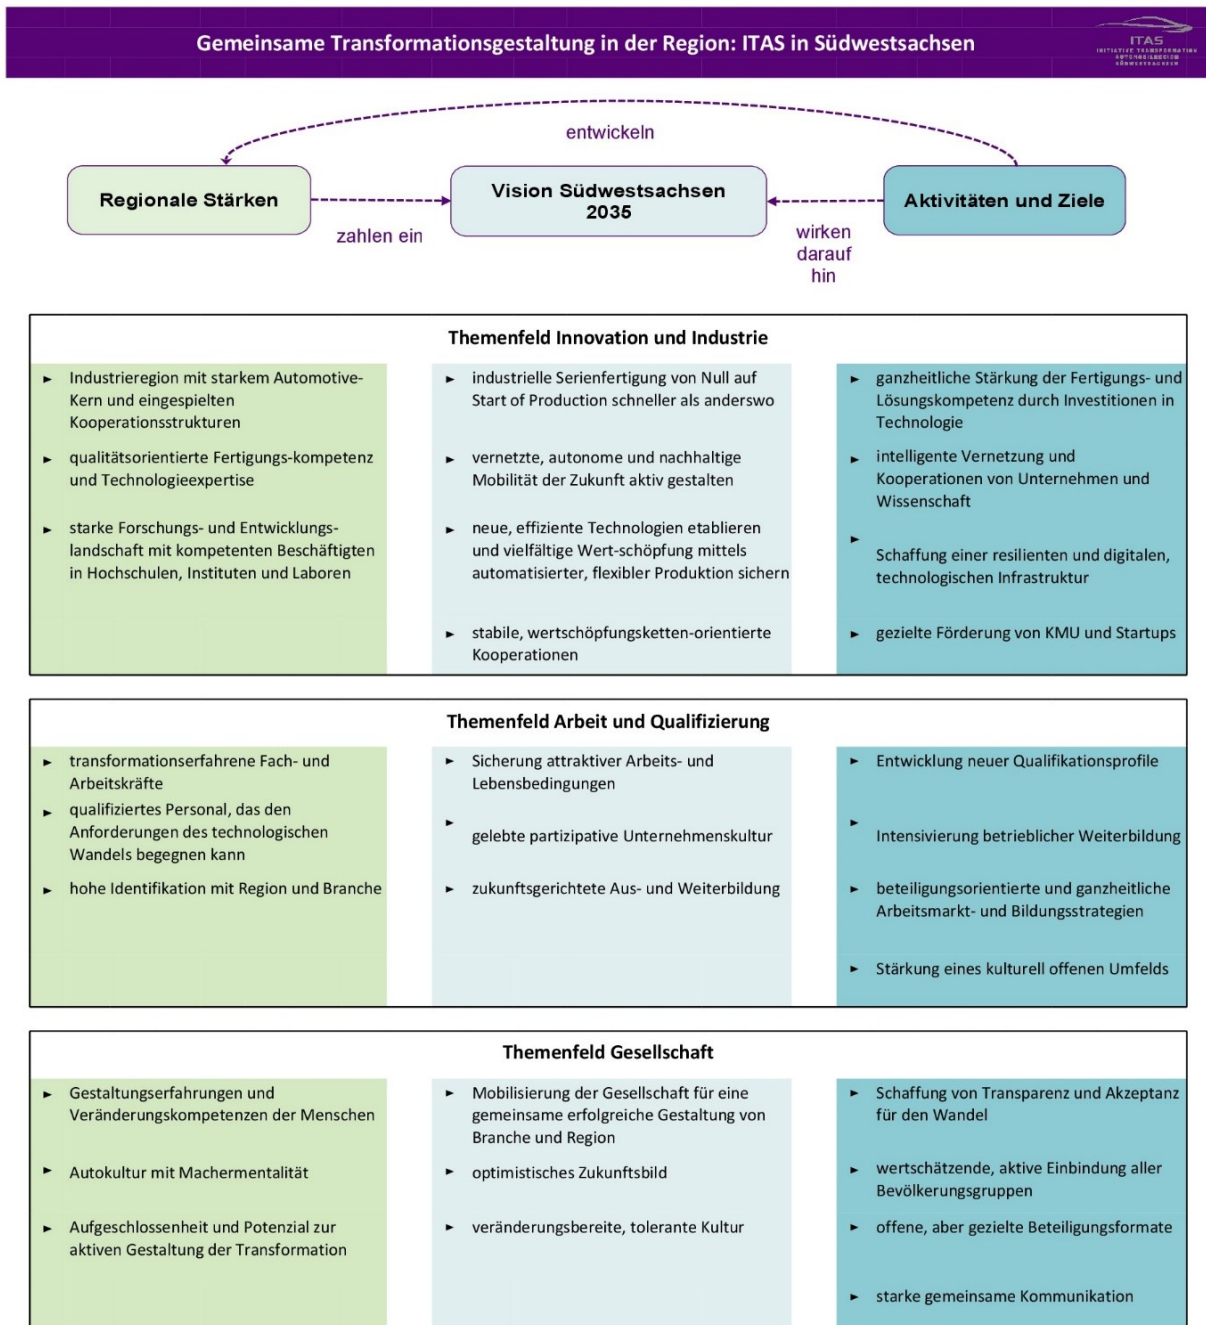 Gemeinsame Transformationsgestaltung in der Region: ITAS in Südwestsachsen
ITAS
INITIATIVE TRANSFORMATION
AUTOMOBILREGION
SÜDWESTSACHSEN
entwickeln
Regionale Stärken
Vision Südwestsachsen
2035
Aktivitäten und Ziele
zahlen ein
wirken
darauf
hin
Themenfeld Innovation und Industrie
► Industrieregion mit starkem Automotive-
Kern und eingespielten
Kooperationsstrukturen
► qualitätsorientierte Fertigungs-kompetenz
und Technologieexpertise
► starke Forschungs- und Entwicklungs-
landschaft mit kompetenten Beschäftigten
in Hochschulen, Instituten und Laboren
► industrielle Serienfertigung von Null auf
Start of Production schneller als anderswo
► vernetzte, autonome und nachhaltige
Mobilität der Zukunft aktiv gestalten
► neue, effiziente Technologien etablieren
und vielfältige Wert-schöpfung mittels
automatisierter, flexibler Produktion sichern
► stabile, wertschöpfungsketten-orientierte
Kooperationen
► ganzheitliche Stärkung der Fertigungs- und
Lösungskompetenz durch Investitionen in
Technologie
► intelligente Vernetzung und
Kooperationen von Unternehmen und
Wissenschaft
► Schaffung einer resilienten und digitalen,
technologischen Infrastruktur
► gezielte Förderung von KMU und Startups
Themenfeld Arbeit und Qualifizierung
► transformationserfahrene Fach- und
Arbeitskräfte
► qualifiziertes Personal, das den
Anforderungen des technologischen
Wandels begegnen kann
► hohe Identifikation mit Region und Branche
► Sicherung attraktiver Arbeits- und
Lebensbedingungen
► gelebte partizipative Unternehmenskultur
► zukunftsgerichtete Aus- und Weiterbildung
► Entwicklung neuer Qualifikationsprofile
► Intensivierung betrieblicher Weiterbildung
► beteiligungsorientierte und ganzheitliche
Arbeitsmarkt- und Bildungsstrategien
► Stärkung eines kulturell offenen Umfelds
Themenfeld Gesellschaft
► Gestaltungserfahrungen und
Veränderungskompetenzen der Menschen
► Autokultur mit Machermentalität
► Aufgeschlossenheit und Potenzial zur
aktiven Gestaltung der Transformation
► Mobilisierung der Gesellschaft für eine
gemeinsame erfolgreiche Gestaltung von
Branche und Region
► optimistisches Zukunftsbild
► veränderungsbereite, tolerante Kultur
► Schaffung von Transparenz und Akzeptanz
für den Wandel
► wertschätzende, aktive Einbindung aller
Bevölkerungsgruppen
► offene, aber gezielte Beteiligungsformate
► starke gemeinsame Kommunikation